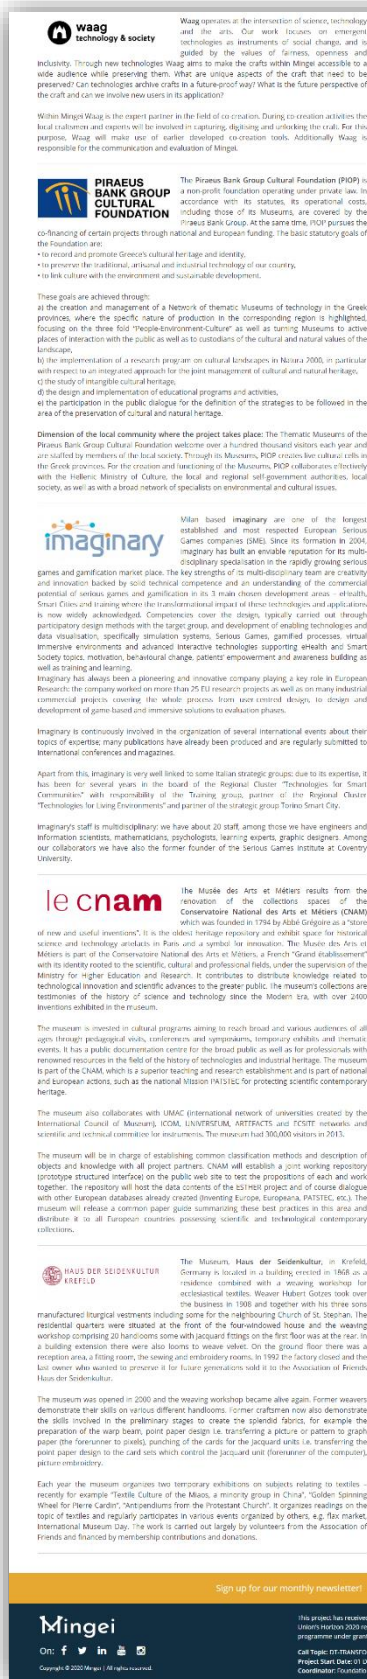 waag
technology & society
Waag operates at the intersection of science, technology
and the arts. Our work focuses on emergent
technologies as instruments of social change, and is
guided by the values of fairness, openness and
inclusivity. Through new technologies Waag aims to make the crafts within Mingei accessible to a
wide audience while preserving them. What are unique aspects of the craft that need to be
preserved? Can technologies archive crafts in a future-proof way? What is the future perspective of
the craft and can we involve new users in its application?
Within Mingei Waag is the expert partner in the field of co-creation. During co-creation activities the
local craftsmen and experts will be involved in capturing, digitising and unlocking the craft. For this
purpose, Waag will make use of earlier developed co-creation tools. Additionally Waag is
responsible for the communication and evaluation of Mingei.
PIRAEUS
BANK GROUP
CULTURAL
FOUNDATION
The Piraeus Bank Group Cultural Foundation (PIOP) is
a non-profit foundation operating under private law. In
accordance with its statutes, its operational costs,
including those of its Museums, are covered by the
Piraeus Bank Group. At the same time, PIOP pursues the
co-financing of certain projects through national and European funding. The basic statutory goals of
the Foundation are:
• to record and promote Greece's cultural heritage and identity,
• to preserve the traditional, artisanal and industrial technology of our country,
• to link culture with the environment and sustainable development.
These goals are achieved through:
a) the creation and management of a Network of thematic Museums of technology in the Greek
provinces, where the specific nature of production in the corresponding region is highlighted,
focusing on the three fold "People-Environment-Culture" as well as turning Museums to active
places of interaction with the public as well as to custodians of the cultural and natural values of the
landscape,
b) the implementation of a research program on cultural landscapes in Natura 2000, in particular
with respect to an integrated approach for the joint management of cultural and natural heritage,
c) the study of intangible cultural heritage,
d) the design and implementation of educational programs and activities,
e) the participation in the public dialogue for the definition of the strategies to be followed in the
area of the preservation of cultural and natural heritage.
Dimension of the local community where the project takes place: The Thematic Museums of the
Piraeus Bank Group Cultural Foundation welcome over a hundred thousand visitors each year and
are staffed by members of the local society. Through its Museums, PIOP creates live cultural cells in
the Greek provinces. For the creation and functioning of the Museums, PIOP collaborates effectively
with the Hellenic Ministry of Culture, the local and regional self-government authorities, local
society, as well as with a broad network of specialists on environmental and cultural issues.
imaginary
Milan based imaginary are one of the longest
established and most respected European Serious
Games companies (SME). Since its formation in 2004,
imaginary has built an enviable reputation for its multi-
disciplinary specialisation in the rapidly growing serious
games and gamification market place. The key strengths of its multi-disciplinary team are creativity
and innovation backed by solid technical competence and an understanding of the commercial
potential of serious games and gamification in its 3 main chosen development areas – eHealth,
Smart Cities and training where the transformational impact of these technologies and applications
is now widely acknowledged. Competencies cover the design, typically carried out through
participatory design methods with the target group, and development of enabling technologies and
data visualisation, specifically simulation systems, Serious Games, gamified processes, virtual
immersive environments and advanced interactive technologies supporting eHealth and Smart
Society topics, motivation, behavioural change, patients' empowerment and awareness building as
well as training and learning.
Imaginary has always been a pioneering and innovative company playing a key role in European
Research: the company worked on more than 25 EU research projects as well as on many industrial
commercial projects covering the whole process from user-centred design, to design and
development of game-based and immersive solutions to evaluation phases.
Imaginary is continuously involved in the organization of several international events about their
topics of expertise; many publications have already been produced and are regularly submitted to
international conferences and magazines.
Apart from this, imaginary is very well linked to some Italian strategic groups: due to its expertise, it
has been for several years in the board of the Regional Cluster "Technologies for Smart
Communities" with responsibility of the Training group, partner of the Regional Cluster
"Technologies for Living Environments" and partner of the strategic group Torino Smart City.
Imaginary's staff is multidisciplinary: we have about 20 staff, among those we have engineers and
information scientists, mathematicians, psychologists, learning experts, graphic designers. Among
our collaborators we have also the former founder of the Serious Games Institute at Coventry
University.
le cnam
The Musée des Arts et Métiers results from the
renovation of the collections spaces of the
Conservatoire National des Arts et Métiers (CNAM)
which was founded in 1794 by Abbé Grégoire as a "store
of new and useful inventions". It is the oldest heritage repository and exhibit space for historical
science and technology artefacts in Paris and a symbol for innovation. The Musée des Arts et
Métiers is part of the Conservatoire National des Arts et Métiers, a French "Grand établissement"
with its identity rooted to the scientific, cultural and professional fields, under the supervision of the
Ministry for Higher Education and Research. It contributes to distribute knowledge related to
technological innovation and scientific advances to the greater public. The museum's collections are
testimonies of the history of science and technology since the Modern Era, with over 2400
inventions exhibited in the museum.
The museum is invested in cultural programs aiming to reach broad and various audiences of all
ages through pedagogical visits, conferences and symposiums, temporary exhibits and thematic
events. It has a public documentation centre for the broad public as well as for professionals with
renowned resources in the field of the history of technologies and industrial heritage. The museum
is part of the CNAM, which is a superior teaching and research establishment and is part of national
and European actions, such as the national Mission PATSTEC for protecting scientific contemporary
heritage.
The museum also collaborates with UMAC (international network of universities created by the
International Council of Museum), ICOM, UNIVERSEUM, ARTEFACTS and ECSITE networks and
scientific and technical committee for instruments. The museum had 300,000 visitors in 2013.
The museum will be in charge of establishing common classification methods and description of
objects and knowledge with all project partners. CNAM will establish a joint working repository
(prototype structured interface) on the public web site to test the propositions of each and work
together. The repository will host the data contents of the ESTHER project and of course dialogue
with other European databases already created (Inventing Europe, Europeana, PATSTEC, etc.). The
museum will release a common paper guide summarizing these best practices in this area and
distribute it to all European countries possessing scientific and technological contemporary
collections.
HAUS DER SEIDENKULTUR
KREFELD
The Museum, Haus der Seidenkultur, in Krefeld,
Germany is located in a building erected in 1868 as a
residence combined with a weaving workshop for
ecclesiastical textiles. Weaver Hubert Gotzes took over
the business in 1908 and together with his three sons
manufactured liturgical vestments including some for the neighbouring Church of St. Stephan. The
residential quarters were situated at the front of the four-windowed house and the weaving
workshop comprising 20 handlooms some with Jacquard fittings on the first floor was at the rear. In
a building extension there were also looms to weave velvet. On the ground floor there was a
reception area, a fitting room, the sewing and embroidery rooms. In 1992 the factory closed and the
last owner who wanted to preserve it for future generations sold it to the Association of Friends
Haus der Seidenkultur.
The museum was opened in 2000 and the weaving workshop became alive again. Former weavers
demonstrate their skills on various different handlooms. Former craftsmen now also demonstrate
the skills involved in the preliminary stages to create the splendid fabrics, for example the
preparation of the warp beam, point paper design i.e. transferring a picture or pattern to graph
paper (the forerunner to pixels), punching of the cards for the Jacquard units i.e. transferring the
point paper design to the card sets which control the Jacquard unit (forerunner of the computer),
picture embroidery.
Each year the museum organizes two temporary exhibitions on subjects relating to textiles –
recently for example "Textile Culture of the Miaos, a minority group in China", "Golden Spinning
Wheel for Pierre Cardin", "Antipendiums from the Protestant Church". It organizes readings on the
topic of textiles and regularly participates in various events organized by others, e.g. flax market,
International Museum Day. The work is carried out largely by volunteers from the Association of
Friends and financed by membership contributions and donations.
Sign up for our monthly newsletter!
Mingei
On:
Copyright © 2020 Mingei | All rights reserved.
This project has received
Union's Horizon 2020 re
programme under grant
Call Topic: DT-TRANSFO
Project Start Date: 01 D
Coordinator: Foundatio